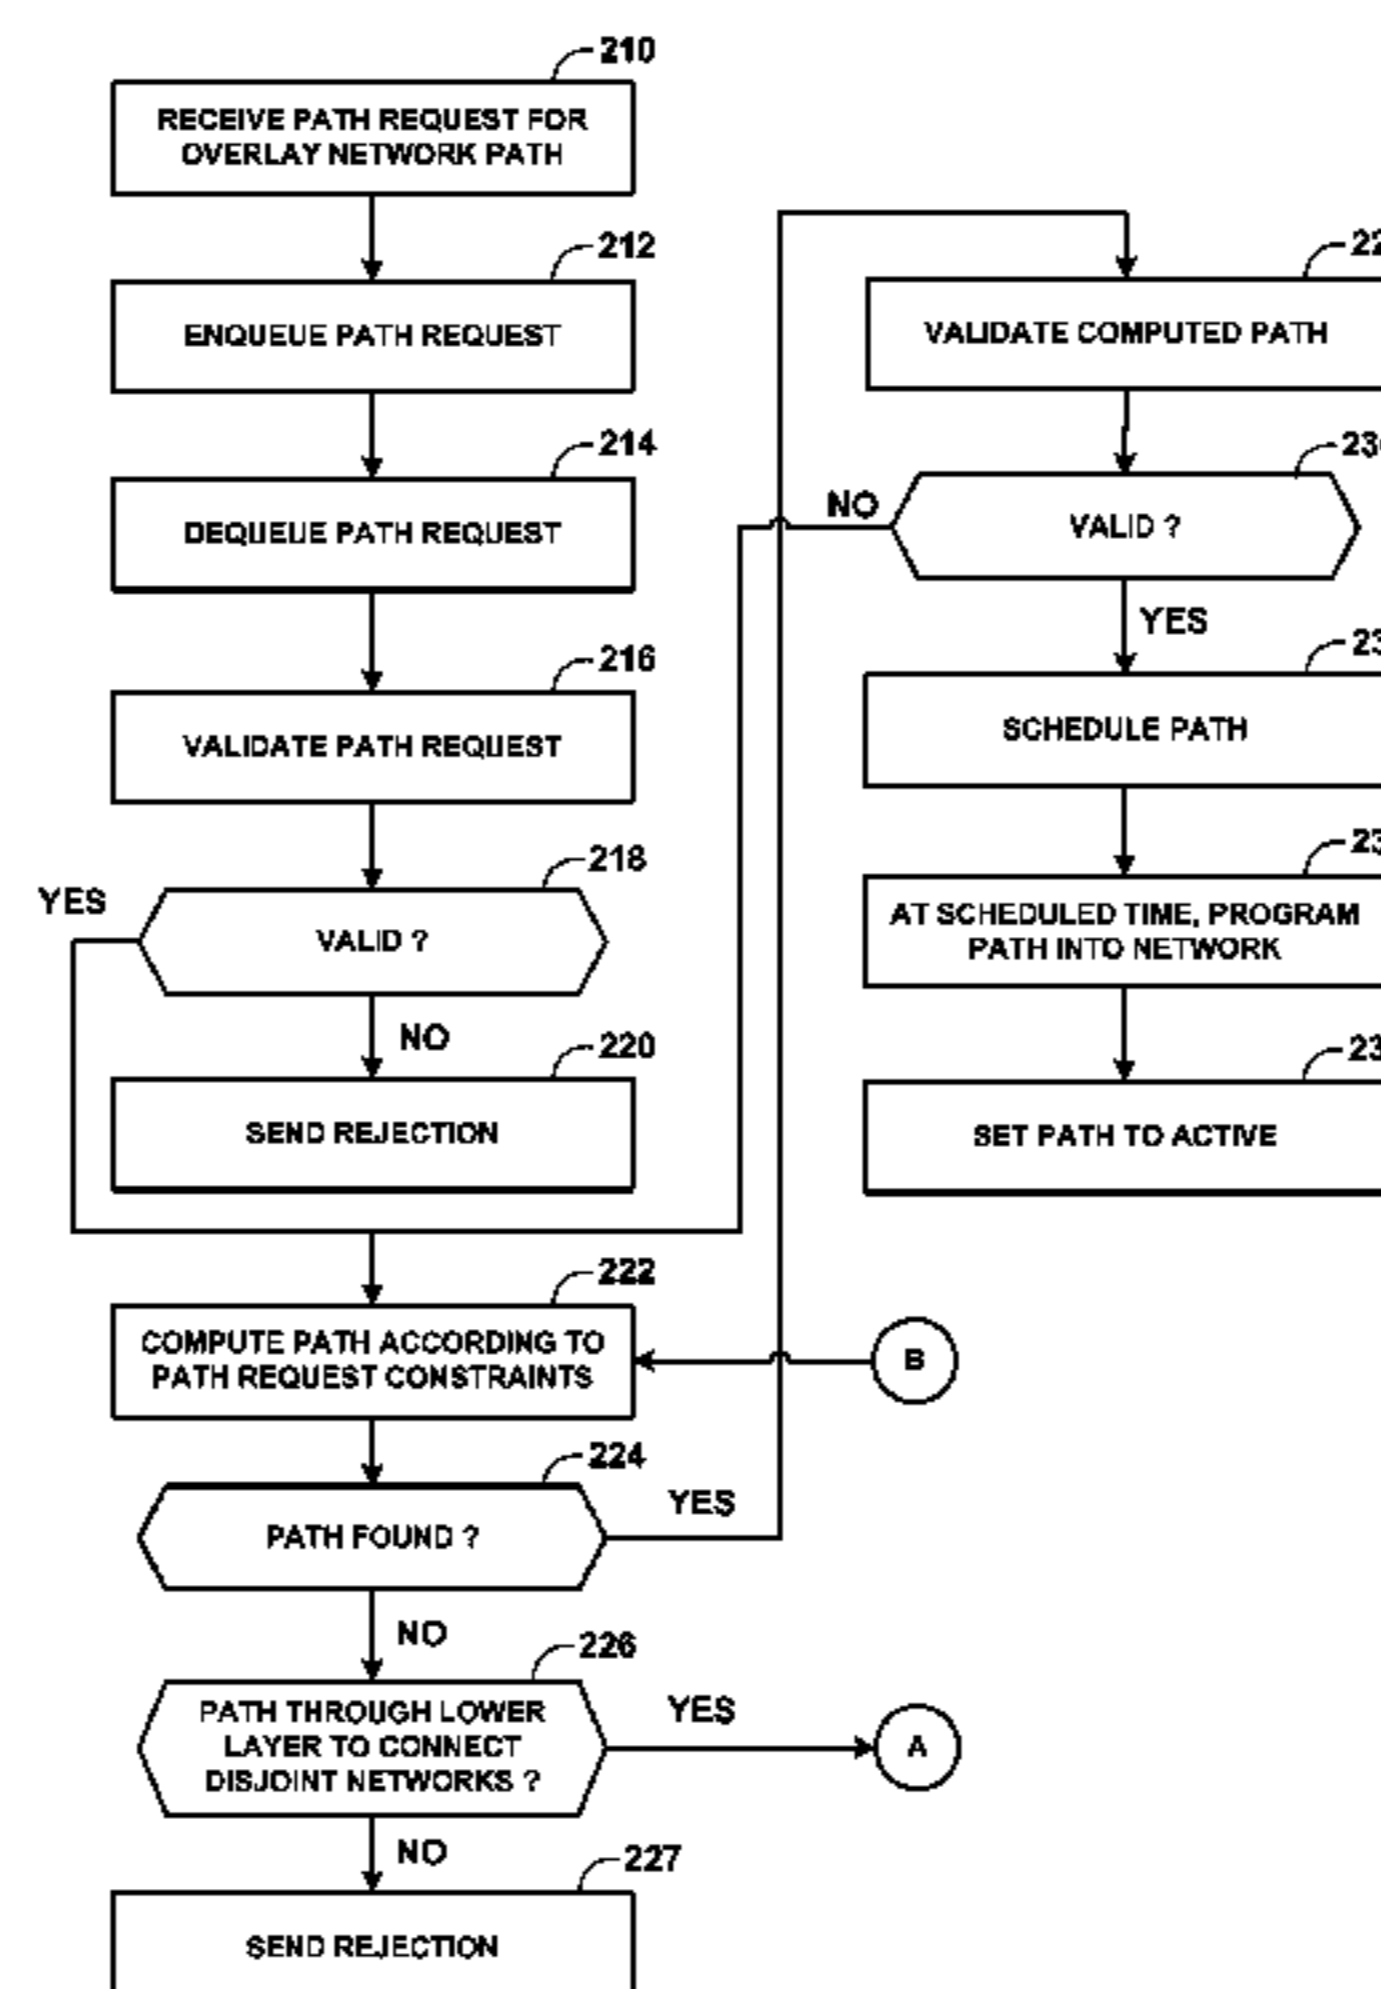 210
RECEIVE PATH REQUEST FOR
OVERLAY NETWORK PATH
212
ENQUEUE PATH REQUEST
214
DEQUEUE PATH REQUEST
216
VALIDATE PATH REQUEST
218
YES
VALID ?
NO
220
SEND REJECTION
222
COMPUTE PATH ACCORDING TO
PATH REQUEST CONSTRAINTS
B
224
PATH FOUND ?
YES
NO
226
PATH THROUGH LOWER
LAYER TO CONNECT
DISJOINT NETWORKS ?
YES
A
NO
227
SEND REJECTION
VALIDATE COMPUTED PATH
NO
VALID ?
YES
SCHEDULE PATH
AT SCHEDULED TIME, PROGRAM
PATH INTO NETWORK
SET PATH TO ACTIVE